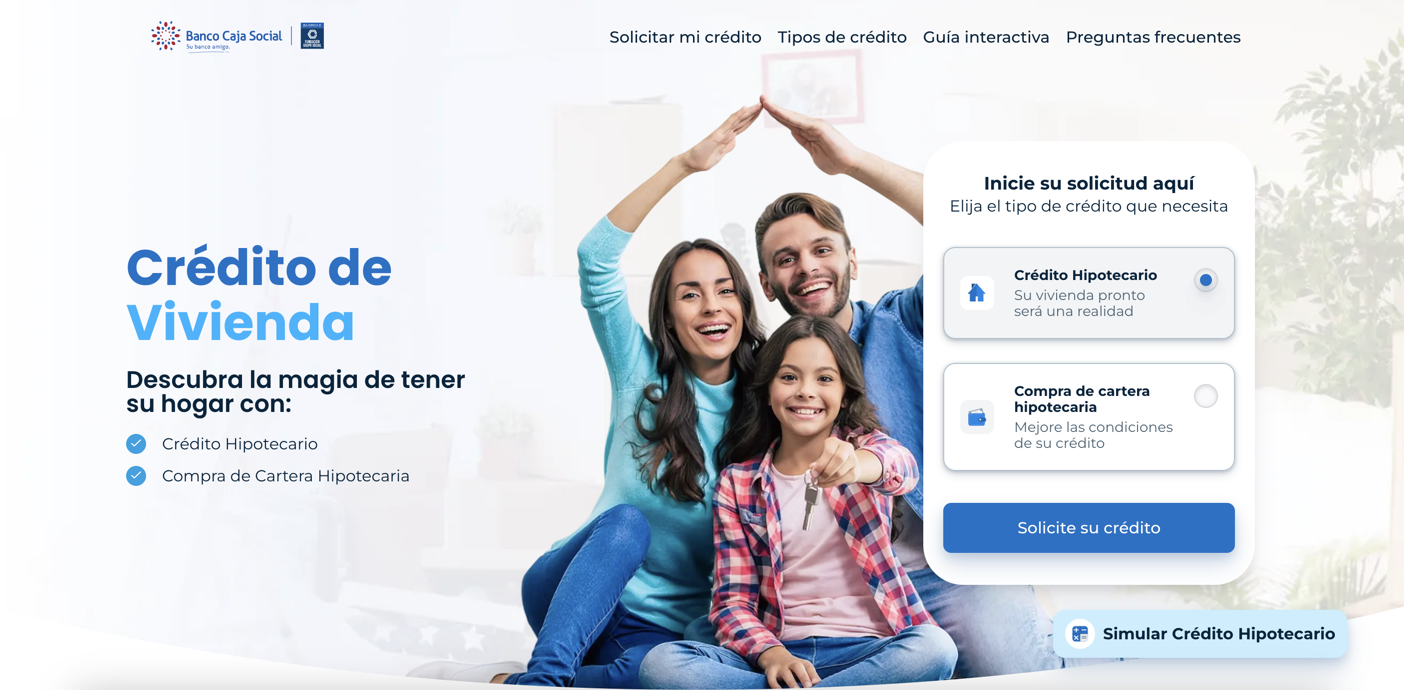 Banco Caja Social
Su banco amigo.
FUNDACIÓN
GRUPO SOCIAL
Solicitar mi crédito
Tipos de crédito
Guía interactiva
Preguntas frecuentes
Crédito de
Vivienda
Descubra la magia de tener
su hogar con:
Crédito Hipotecario
Compra de Cartera Hipotecaria
Inicie su solicitud aquí
Elija el tipo de crédito que necesita
Crédito Hipotecario
Su vivienda pronto
será una realidad
Compra de cartera
hipotecaria
Mejore las condiciones
de su crédito
Solicite su crédito
Simular Crédito Hipotecario